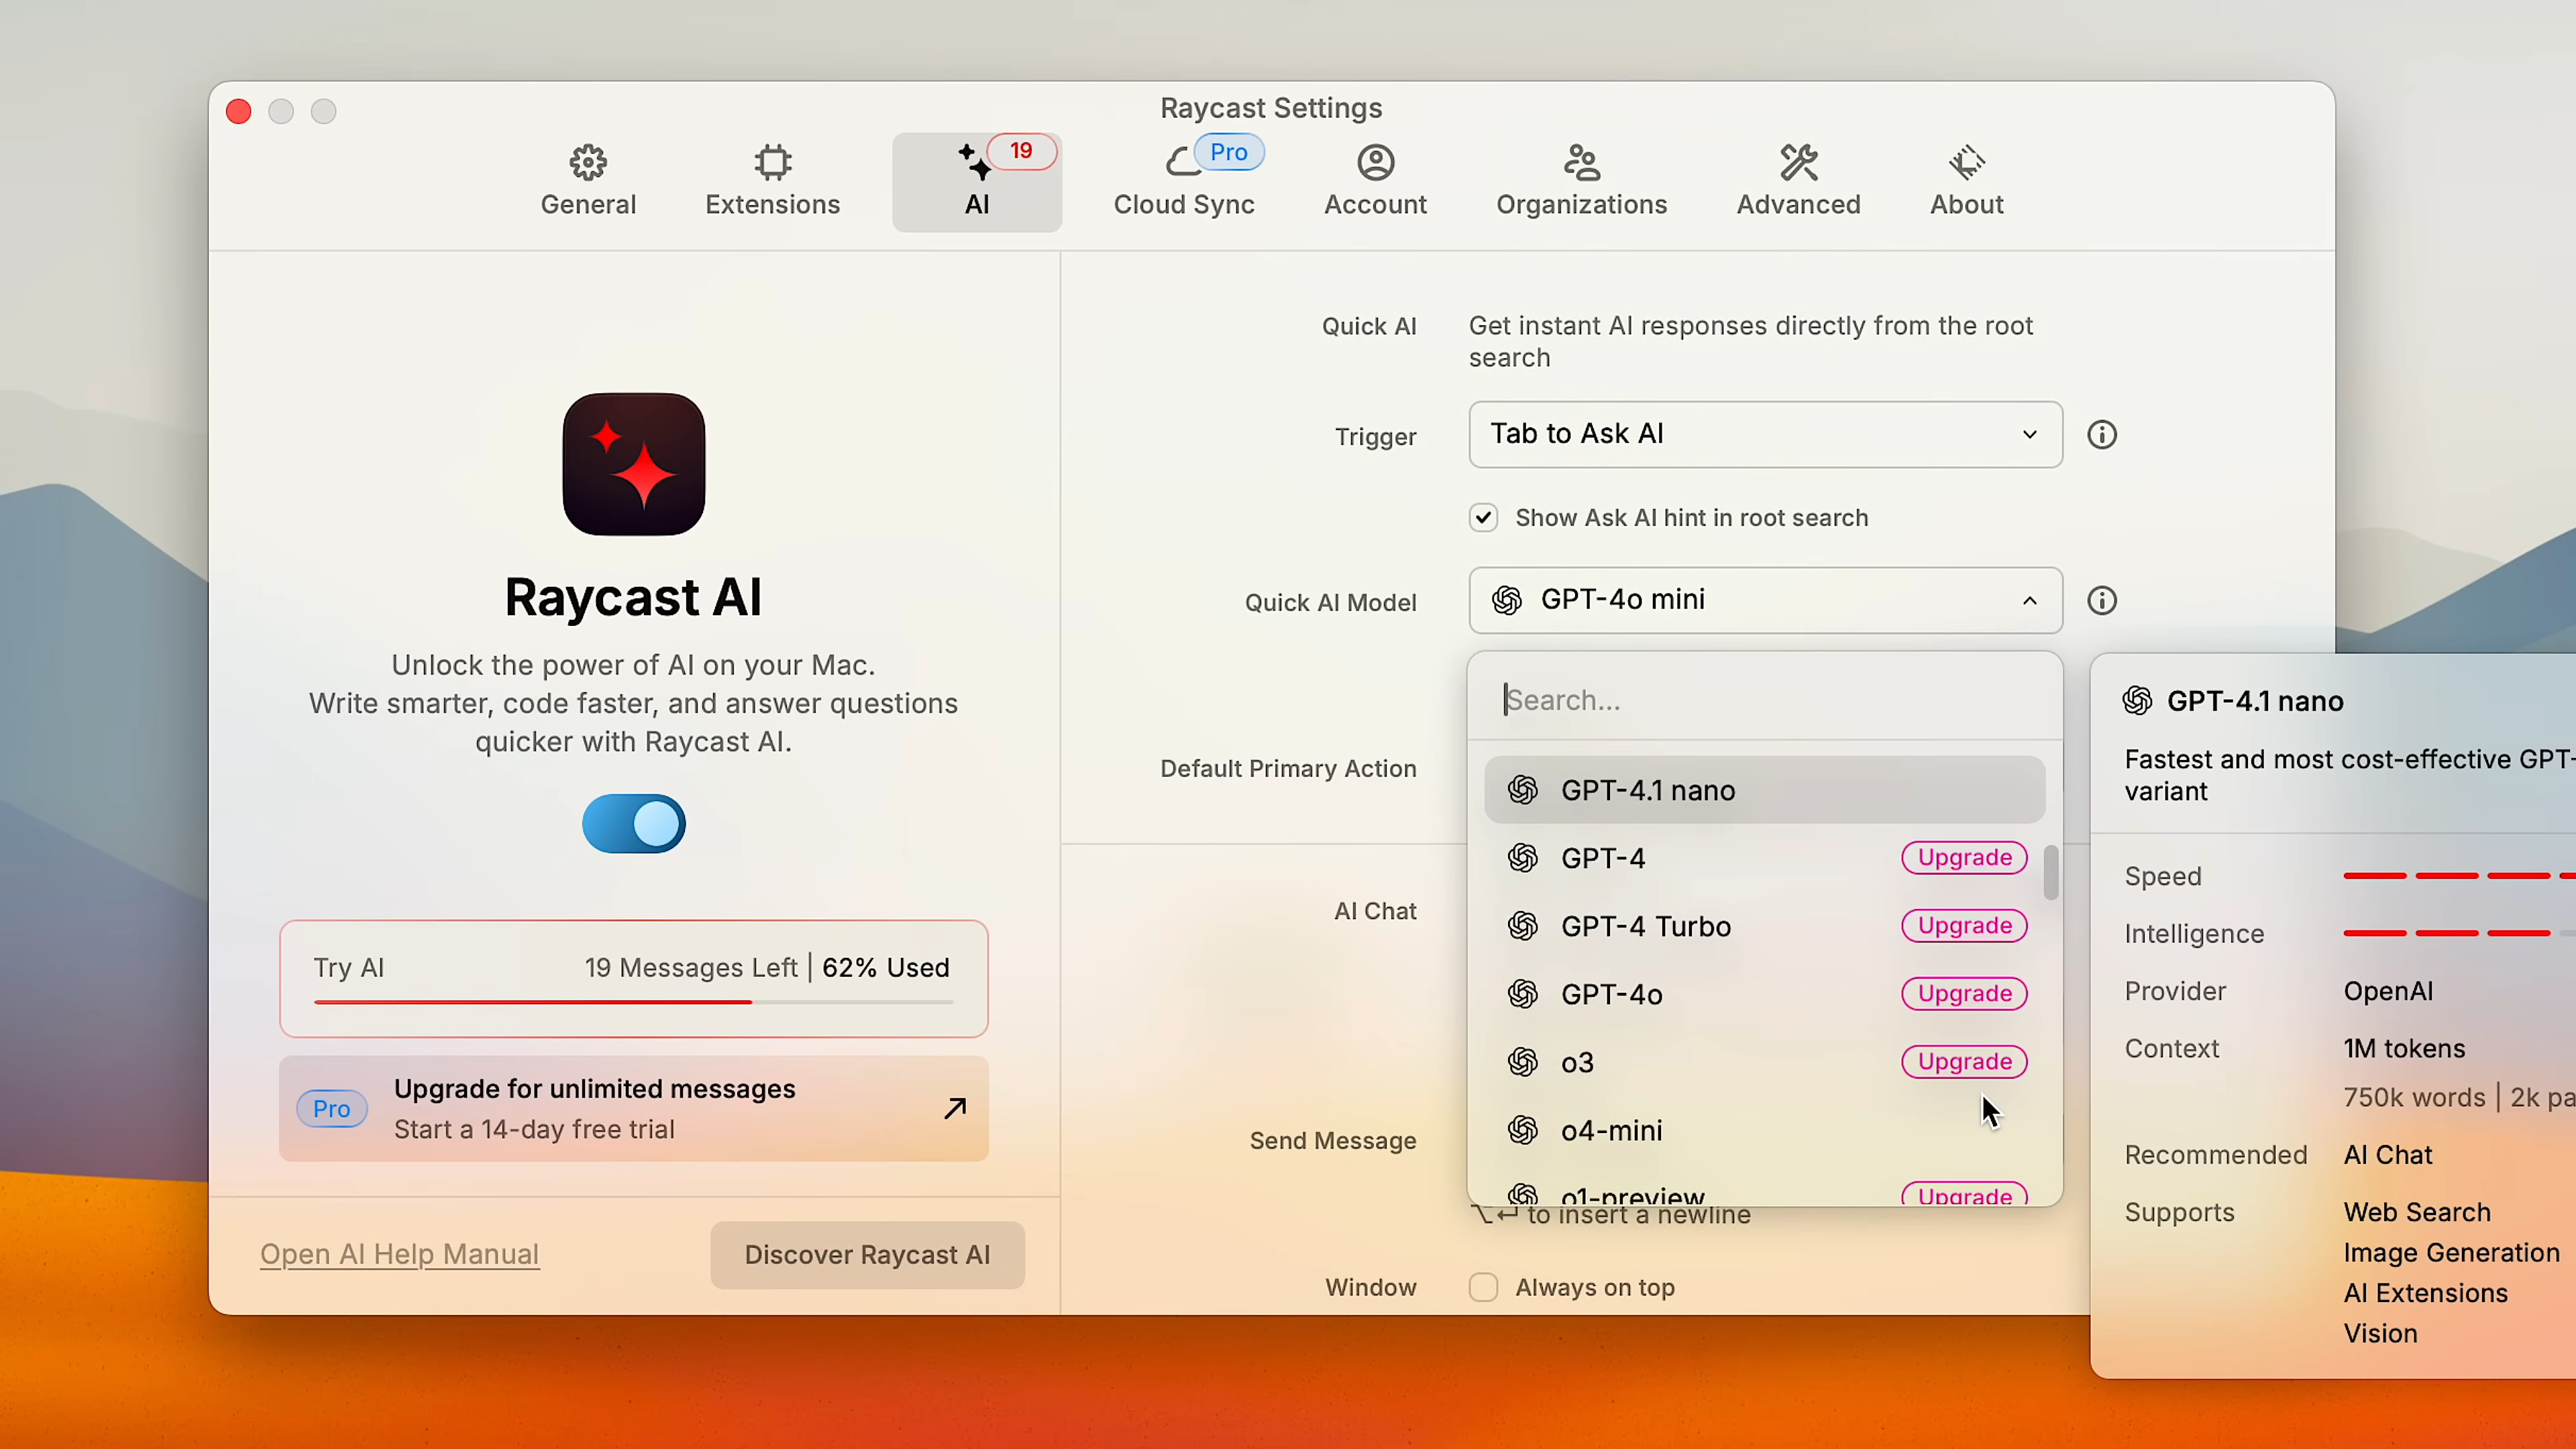 Raycast Settings
General
Extensions
19
AI
Pro
Cloud Sync
Account
Organizations
Advanced
About
Raycast AI
Unlock the power of AI on your Mac.
Write smarter, code faster, and answer questions
quicker with Raycast AI.
Try AI
19 Messages Left | 62% Used
Pro
Upgrade for unlimited messages
Start a 14-day free trial
Open AI Help Manual
Discover Raycast AI
Quick AI
Get instant AI responses directly from the root
search
Trigger
Tab to Ask AI
Show Ask AI hint in root search
Quick AI Model
GPT-4o mini
Default Primary Action
AI Chat
Send Message
Search...
GPT-4.1 nano
GPT-4 Upgrade
GPT-4 Turbo Upgrade
GPT-4o Upgrade
o3 Upgrade
o4-mini
o1-preview Upgrade
⌥↵ to insert a newline
Window
Always on top
GPT-4.1 nano
Fastest and most cost-effective GPT-
variant
Speed
Intelligence
Provider OpenAI
Context 1M tokens
750k words | 2k
Recommended AI Chat
Supports Web Search
Image Generation
AI Extensions
Vision